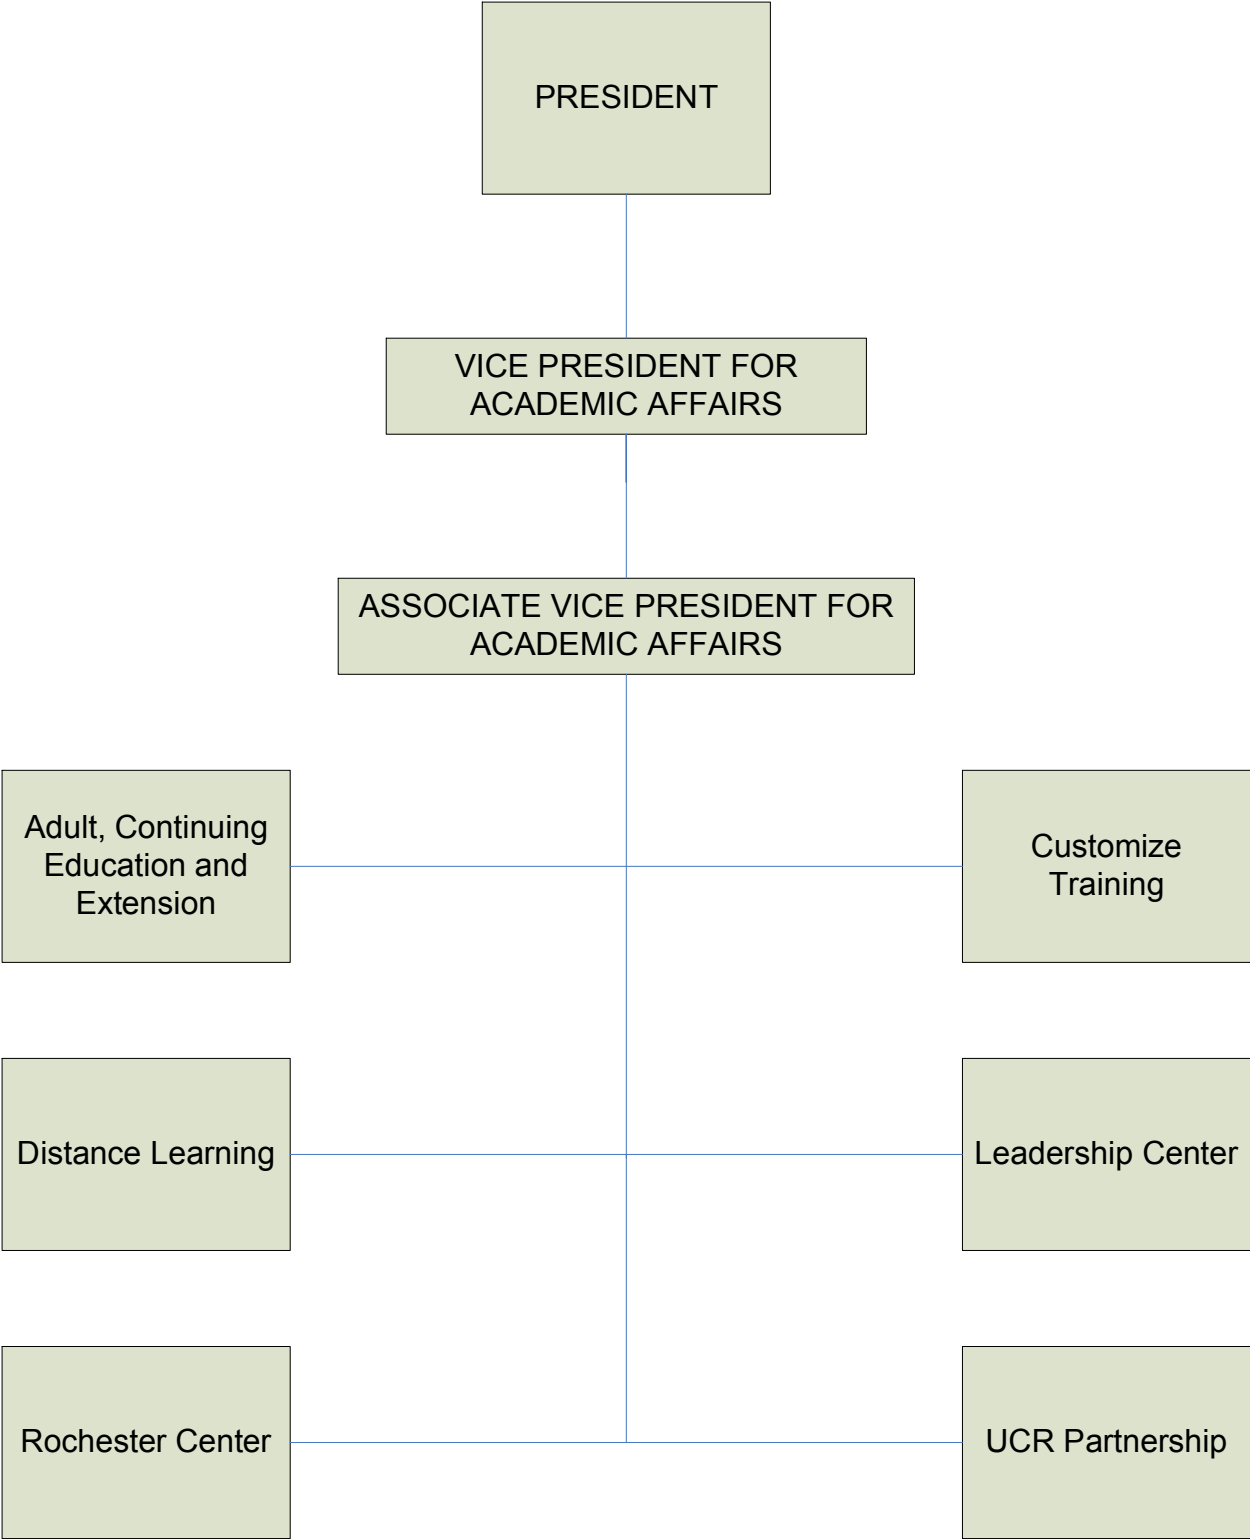 PRESIDENT
VICE PRESIDENT FOR
ACADEMIC AFFAIRS
ASSOCIATE VICE PRESIDENT FOR
ACADEMIC AFFAIRS
Adult, Continuing
Education and
Extension
Customize
Training
Distance Learning
Leadership Center
Rochester Center
UCR Partnership